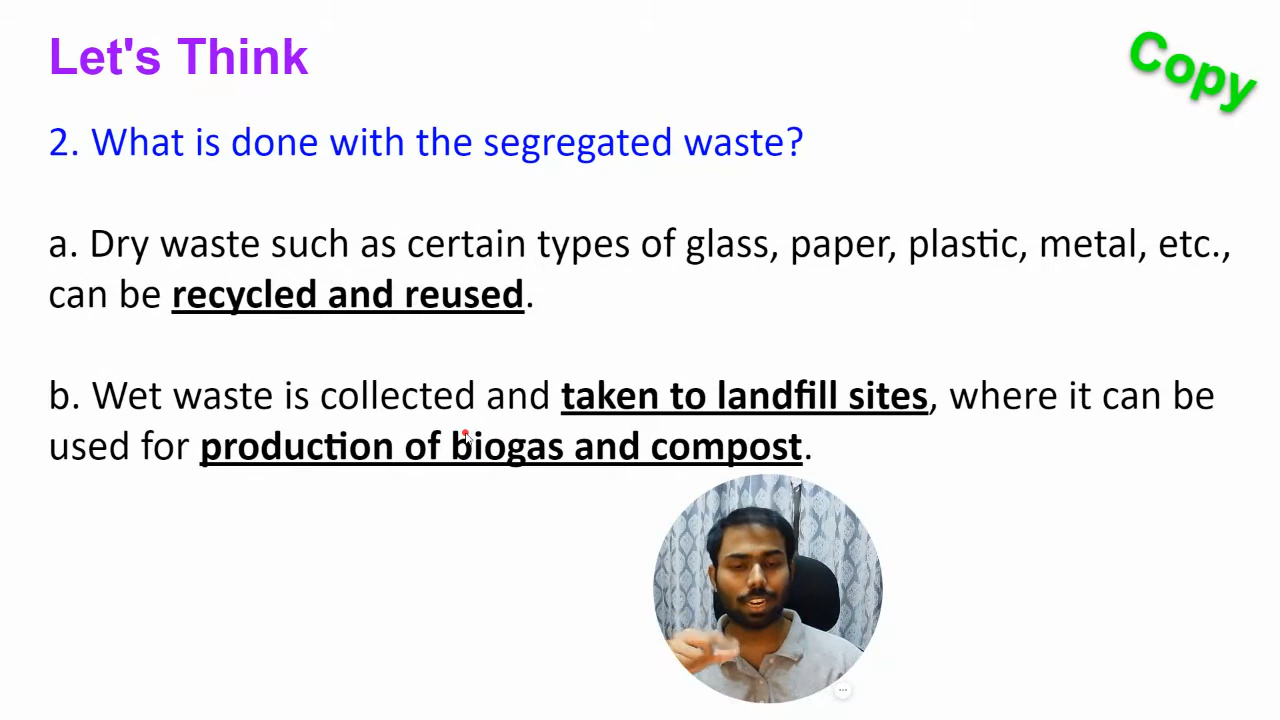 Let's Think
Copy
2. What is done with the segregated waste?
a. Dry waste such as certain types of glass, paper, plastic, metal, etc.,
can be recycled and reused.
b. Wet waste is collected and taken to landfill sites, where it can be
used for production of biogas and compost.